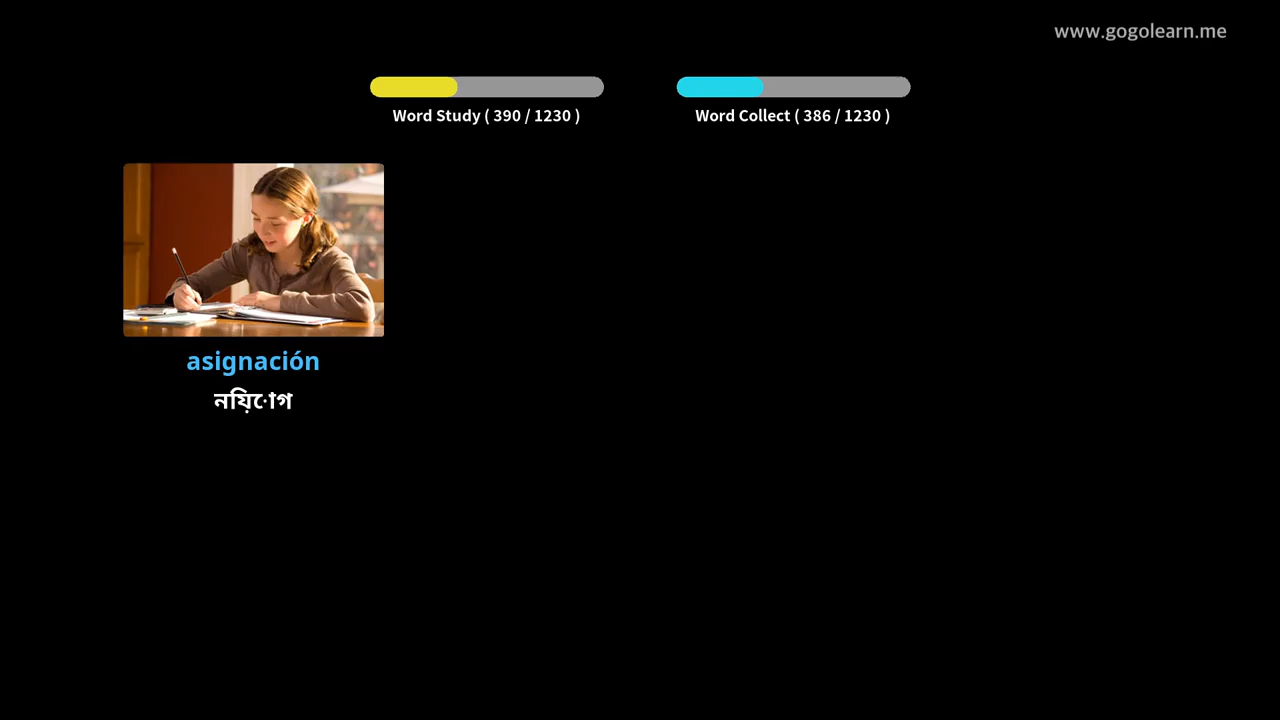 www.gogolearn.me
Word Study ( 390 / 1230 )
Word Collect ( 386 / 1230 )
asignación
নিয়োগ